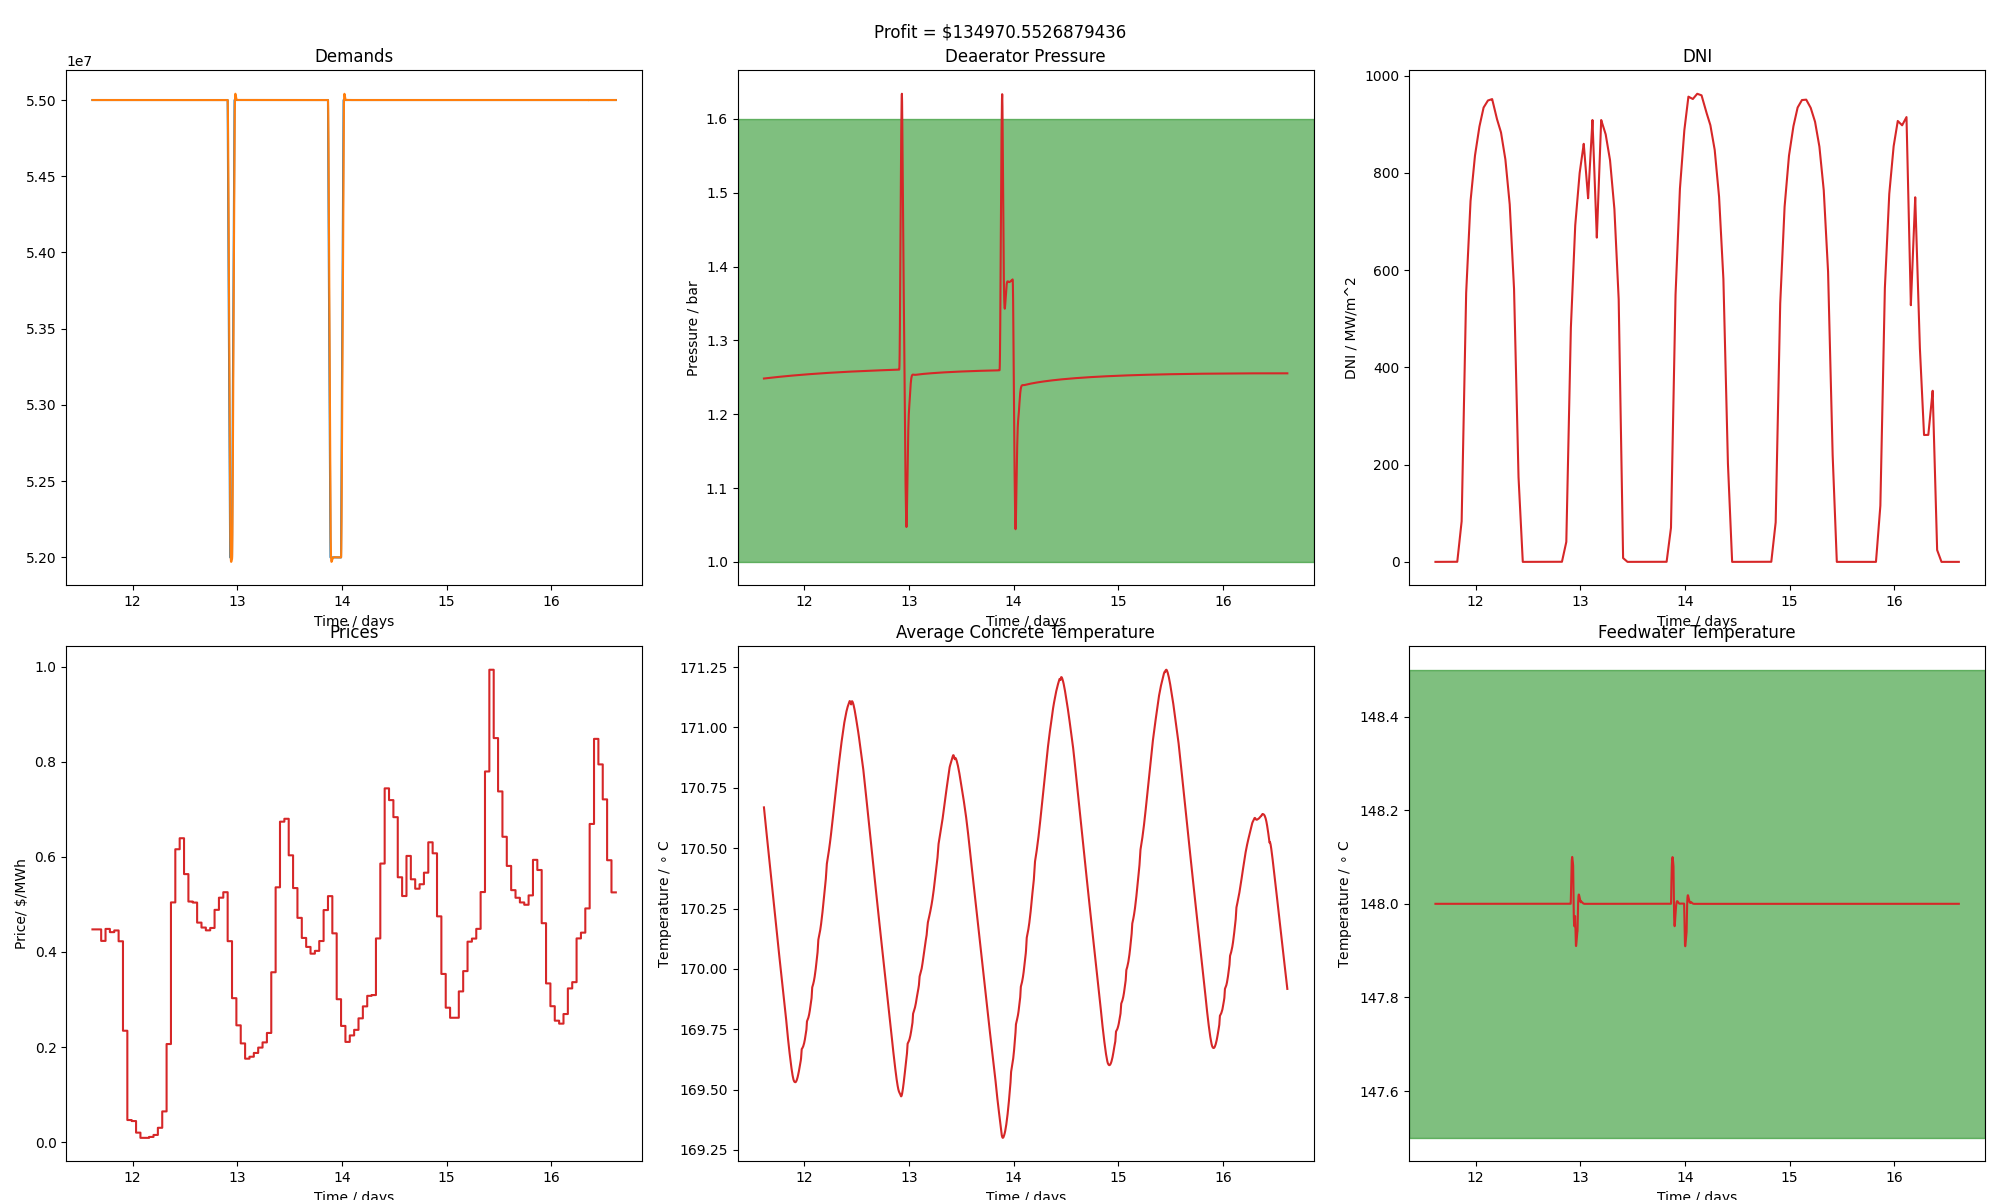 Profit = $134970.5526879436
Demands
1e7
5.50
5.45
5.40
5.35
5.30
5.25
5.20
12 13 14 15 16
Time / days
Deaerator Pressure
Pressure / bar
1.6
1.5
1.4
1.3
1.2
1.1
1.0
12 13 14 15 16
Time / days
DNI
DNI / MW/m^2
1000
800
600
400
200
0
12 13 14 15 16
Time / days
Prices
Price/ $/MWh
1.0
0.8
0.6
0.4
0.2
0.0
12 13 14 15 16
Time / days
Average Concrete Temperature
Temperature / ∘ C
171.25
171.00
170.75
170.50
170.25
170.00
169.75
169.50
169.25
12 13 14 15 16
Time / days
Feedwater Temperature
Temperature / ∘ C
148.4
148.2
148.0
147.8
147.6
12 13 14 15 16
Time / days